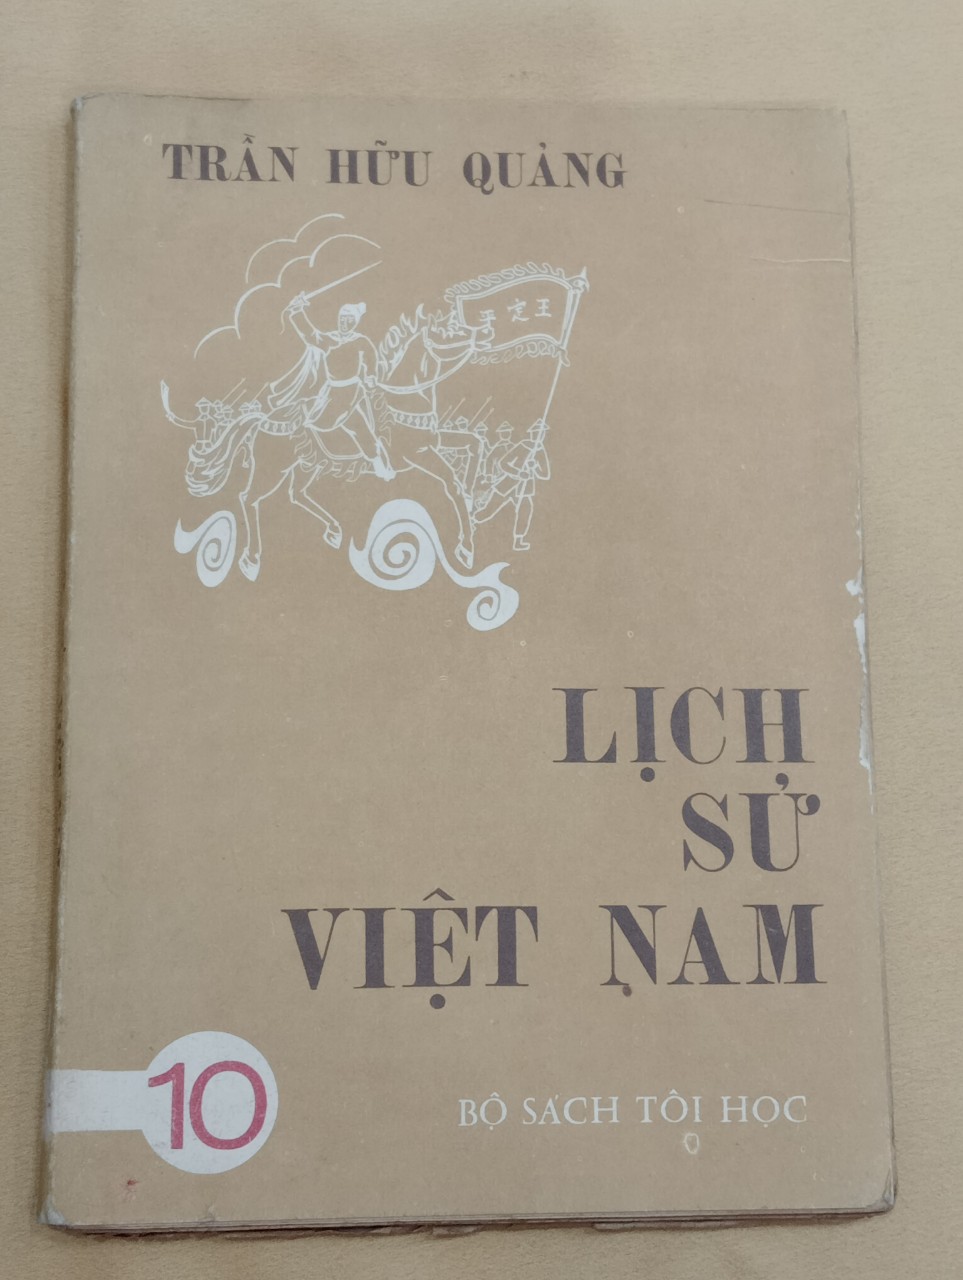 TRẦN HỮU QUẢNG
平定王
LỊCH
SỬ
VIỆT NAM
10
BỘ SÁCH TÔI HỌC